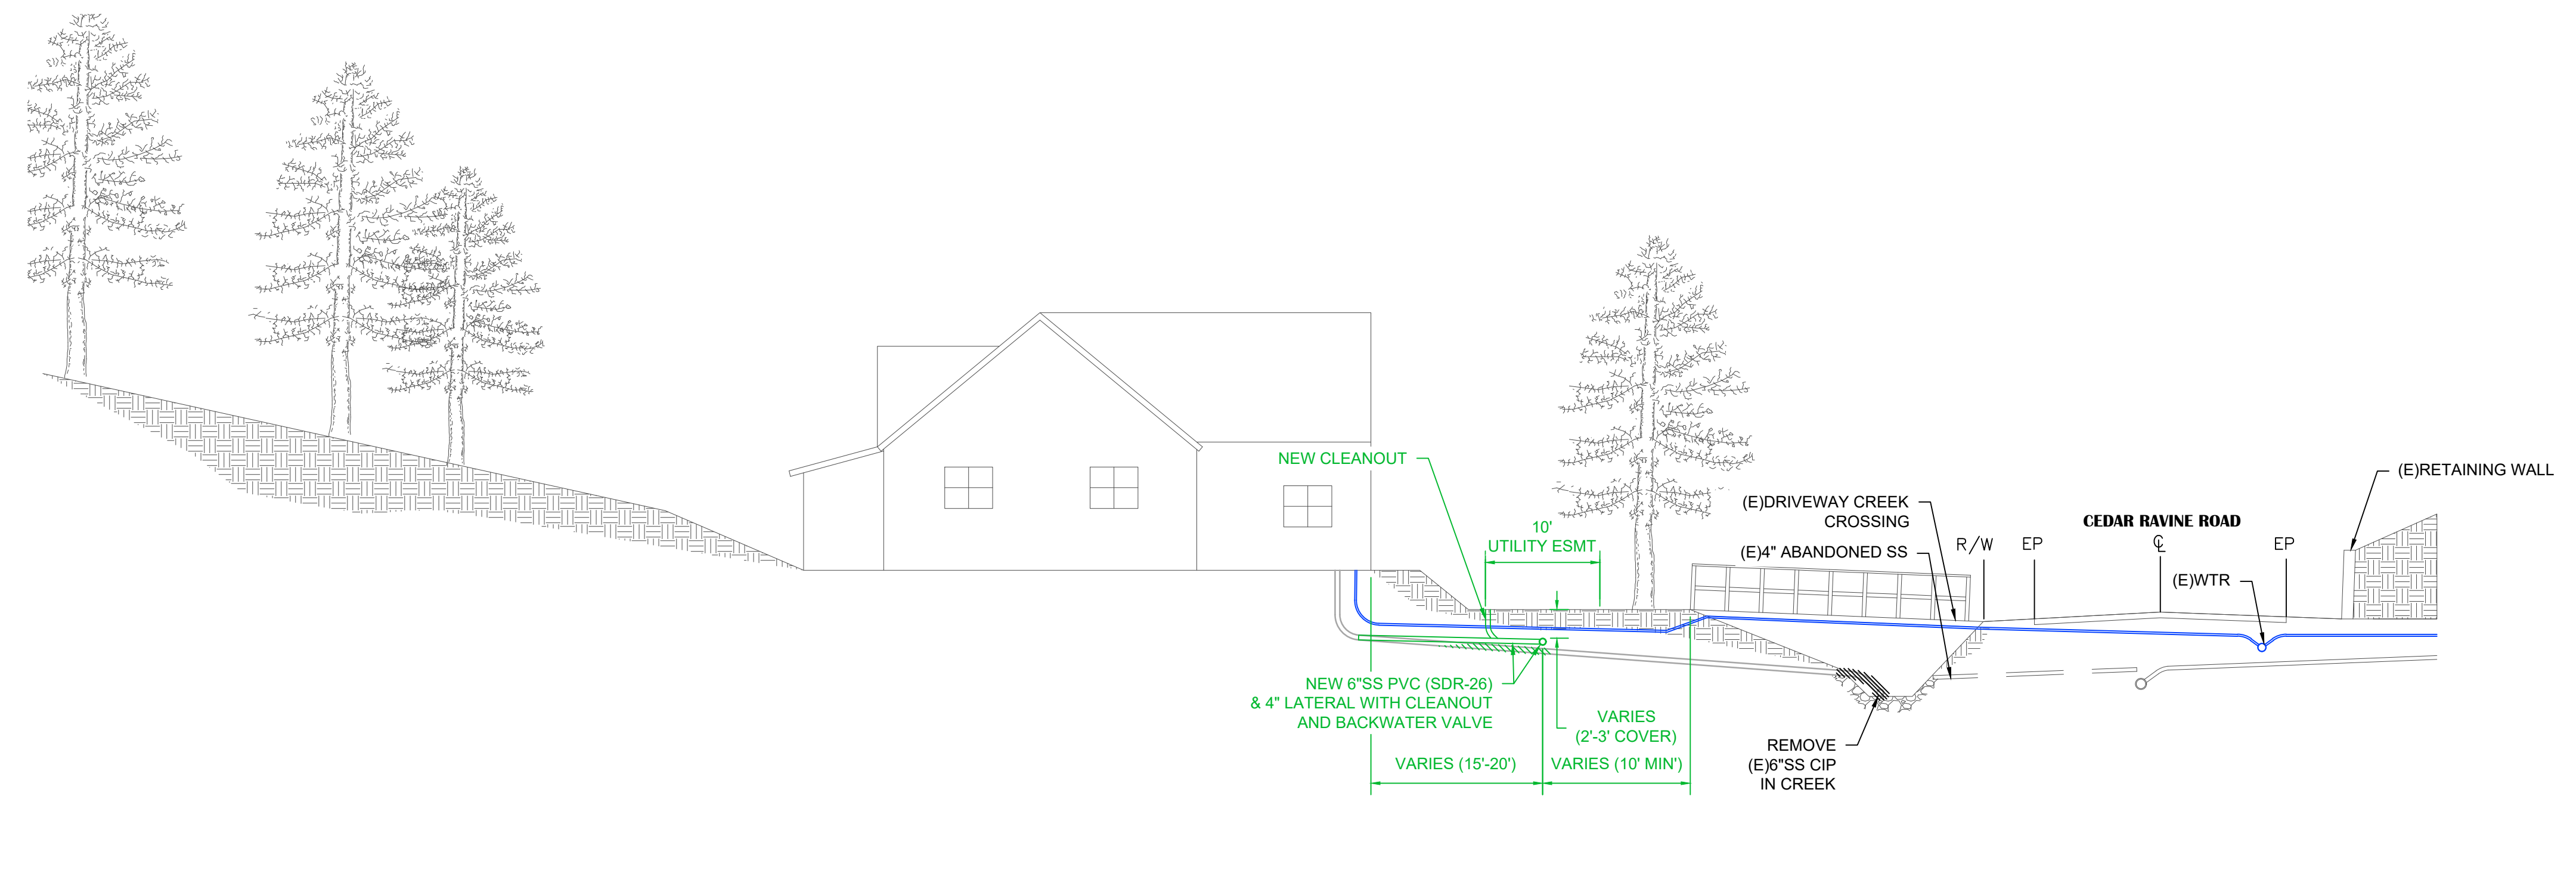 NEW CLEANOUT
10'
UTILITY ESMT
(E)DRIVEWAY CREEK
CROSSING
(E)4" ABANDONED SS
R/W
EP
CEDAR RAVINE ROAD
CL
EP
(E)WTR
(E)RETAINING WALL
NEW 6"SS PVC (SDR-26)
& 4" LATERAL WITH CLEANOUT
AND BACKWATER VALVE
VARIES
(2'-3' COVER)
VARIES (15'-20')
VARIES (10' MIN')
REMOVE
(E)6"SS CIP
IN CREEK